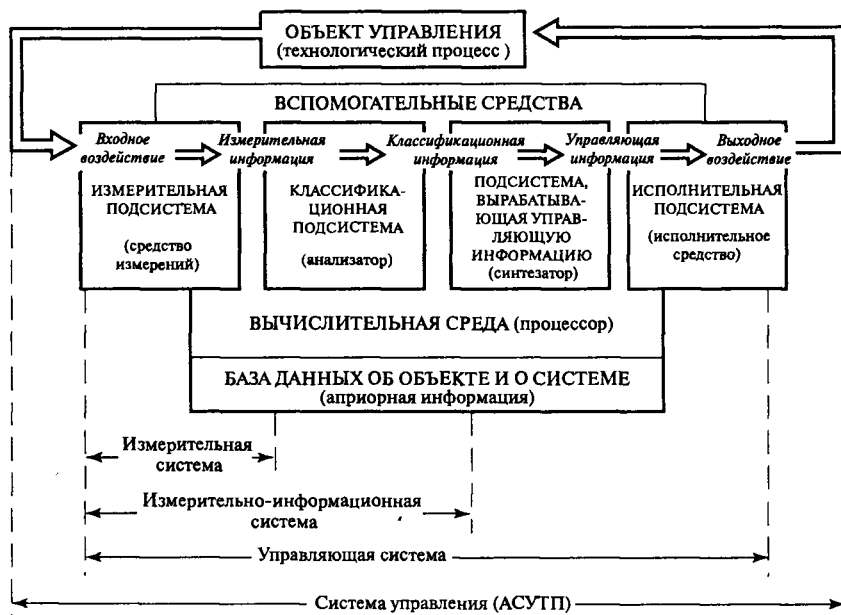 ОБЪЕКТ УПРАВЛЕНИЯ
(технологический процесс )
ВСПОМОГАТЕЛЬНЫЕ СРЕДСТВА
Входное
воздействие
Измерительная
информация
Классификационная
информация
Управляющая
информация
Выходное
воздействие
ИЗМЕРИТЕЛЬНАЯ
ПОДСИСТЕМА
(средство
измерений)
КЛАССИФИКА-
ЦИОННАЯ
ПОДСИСТЕМА
(анализатор)
ПОДСИСТЕМА,
ВЫРАБАТЫВА-
ЮЩАЯ УПРАВ-
ЛЯЮЩУЮ
ИНФОРМАЦИЮ
(синтезатор)
ИСПОЛНИТЕЛЬНАЯ
ПОДСИСТЕМА
(исполнительное
средство)
ВЫЧИСЛИТЕЛЬНАЯ СРЕДА (процессор)
БАЗА ДАННЫХ ОБ ОБЪЕКТЕ И О СИСТЕМЕ
(априорная информация)
Измерительная
система
Измерительно-информационная
система
Управляющая система
Система управления (АСУТП)